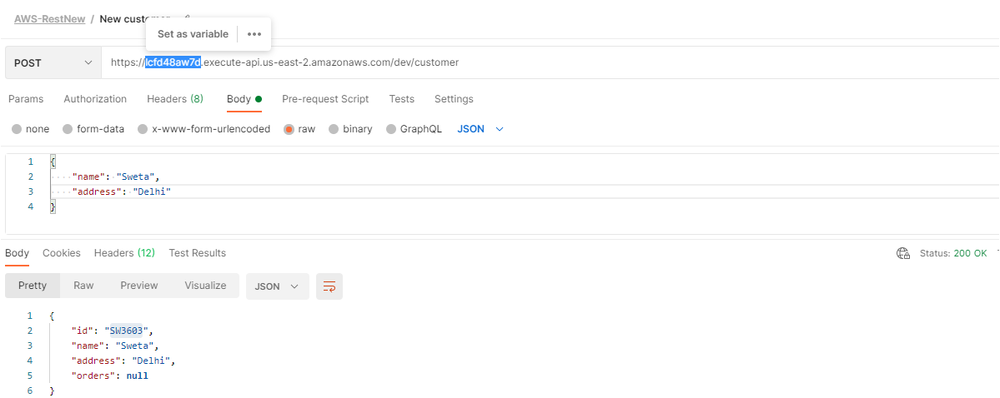 AWS-RestNew / New customer
Set as variable
POST
https://lcfd48aw7d.execute-api.us-east-2.amazonaws.com/dev/customer
Params Authorization Headers (8) Body Pre-request Script Tests Settings
none form-data x-www-form-urlencoded raw binary GraphQL JSON
1 {
2 "name": "Sweta",
3 "address": "Delhi"
4 }
Body Cookies Headers (12) Test Results Status: 200 OK
Pretty Raw Preview Visualize JSON
1 {
2 "id": "SW3603",
3 "name": "Sweta",
4 "address": "Delhi",
5 "orders": null
6 }